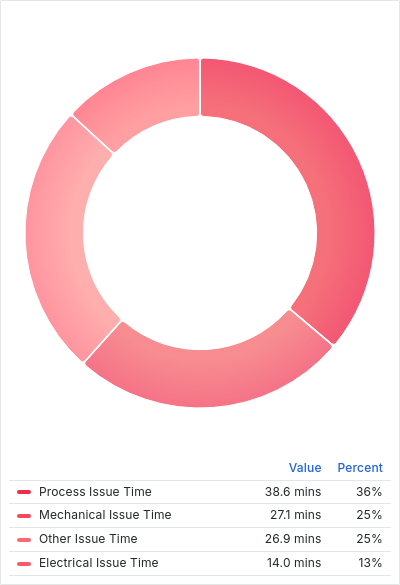 Value Percent
Process Issue Time 38.6 mins 36%
Mechanical Issue Time 27.1 mins 25%
Other Issue Time 26.9 mins 25%
Electrical Issue Time 14.0 mins 13%